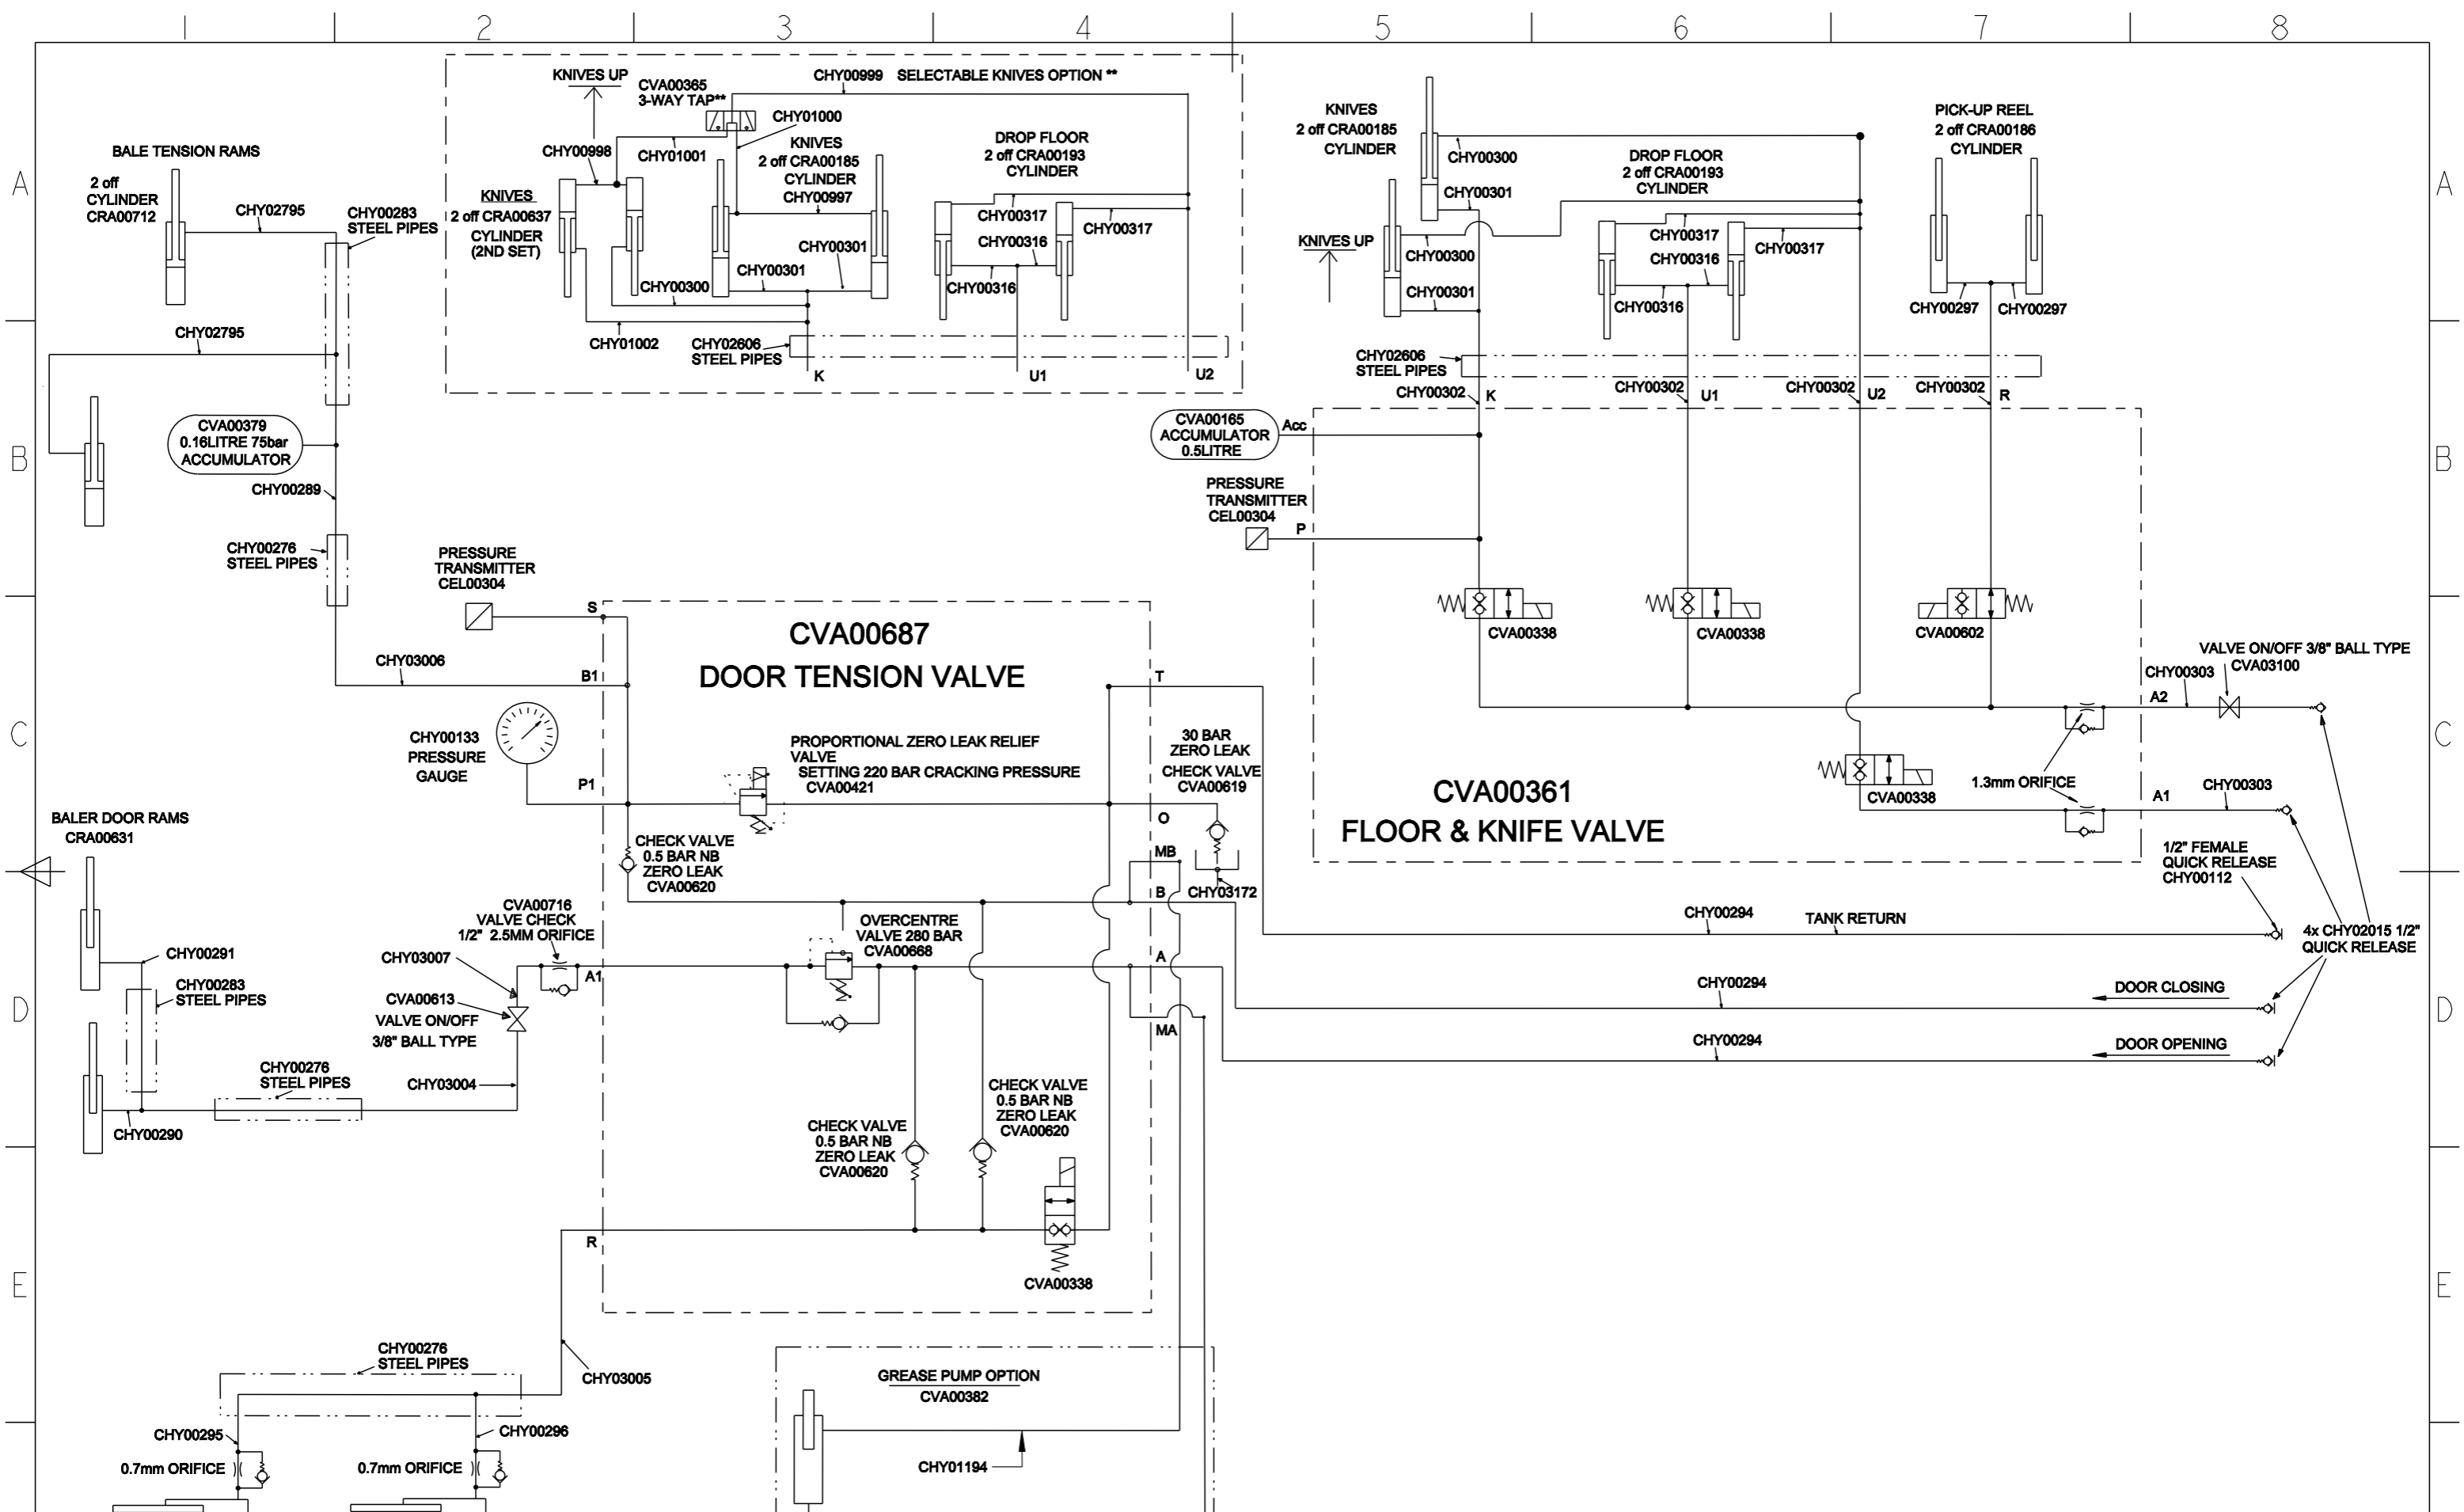 1
2
3
4
5
6
7
8
A
B
C
D
E
A
B
C
D
E
BALE TENSION RAMS
2 off
CYLINDER
CRA00712
CHY02795
CHY00283
STEEL PIPES
CHY02795
CVA00379
0.16LITRE 75bar
ACCUMULATOR
CHY00289
CHY00276
STEEL PIPES
CHY03006
KNIVES UP
CVA00365
3-WAY TAP**
CHY00999
SELECTABLE KNIVES OPTION **
CHY01000
CHY00998
CHY01001
KNIVES
2 off CRA00185
CYLINDER
CHY00997
DROP FLOOR
2 off CRA00193
CYLINDER
KNIVES
2 off CRA00637
CYLINDER
(2ND SET)
CHY00317
CHY00317
CHY00301
CHY00316
CHY00301
CHY00300
CHY00316
CHY01002
CHY02606
STEEL PIPES
K
U1
U2
KNIVES
2 off CRA00185
CYLINDER
CHY00300
CHY00301
KNIVES UP
CHY00300
CHY00301
DROP FLOOR
2 off CRA00193
CYLINDER
CHY00317
CHY00317
CHY00316
CHY00316
PICK-UP REEL
2 off CRA00186
CYLINDER
CHY00297
CHY00297
CHY02606
STEEL PIPES
CHY00302
K
CHY00302
U1
CHY00302
U2
CHY00302
R
CVA00165
ACCUMULATOR
0.5LITRE
Acc
PRESSURE
TRANSMITTER
CEL00304
P
CVA00338
CVA00338
CVA00602
VALVE ON/OFF 3/8" BALL TYPE
CVA03100
CHY00303
A2
1.3mm ORIFICE
CVA00338
A1
CHY00303
CVA00361
FLOOR & KNIFE VALVE
1/2" FEMALE
QUICK RELEASE
CHY00112
4x CHY02015 1/2"
QUICK RELEASE
CHY00294
TANK RETURN
CHY00294
DOOR CLOSING
CHY00294
DOOR OPENING
PRESSURE
TRANSMITTER
CEL00304
S
B1
CVA00687
DOOR TENSION VALVE
T
CHY00133
PRESSURE
GAUGE
P1
PROPORTIONAL ZERO LEAK RELIEF
VALVE
SETTING 220 BAR CRACKING PRESSURE
CVA00421
30 BAR
ZERO LEAK
CHECK VALVE
CVA00619
O
MB
B
CHY03172
CHECK VALVE
0.5 BAR NB
ZERO LEAK
CVA00620
CVA00716
VALVE CHECK
1/2" 2.5MM ORIFICE
OVERCENTRE
VALVE 280 BAR
CVA00668
A
MA
A1
BALER DOOR RAMS
CRA00631
CHY00291
CHY00283
STEEL PIPES
CHY03007
CVA00613
VALVE ON/OFF
3/8" BALL TYPE
CHY00276
STEEL PIPES
CHY03004
CHY00290
CHECK VALVE
0.5 BAR NB
ZERO LEAK
CVA00620
CHECK VALVE
0.5 BAR NB
ZERO LEAK
CVA00620
R
CVA00338
CHY00276
STEEL PIPES
CHY03005
CHY00295
CHY00296
0.7mm ORIFICE
0.7mm ORIFICE
GREASE PUMP OPTION
CVA00382
CHY01194